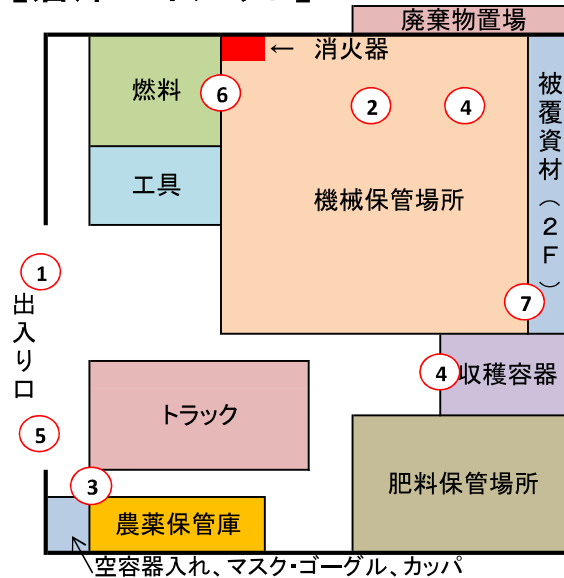 廃棄物置場
← 消火器
燃料
⑥
②
④
被覆資材(2F)
工具
機械保管場所
①
⑦
出入り口
④
収穫容器
トラック
⑤
③
肥料保管場所
農薬保管庫
空容器入れ、マスク・ゴーグル、カッパ